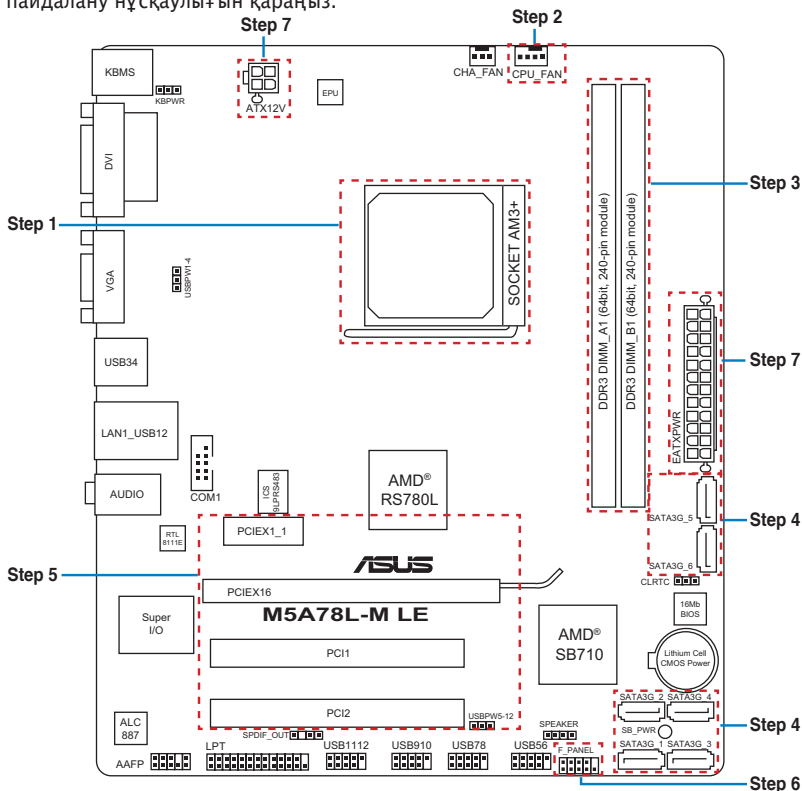 пайдалану нұсқаулығын қараңыз.
Step 7
Step 2
KBMS
KBPWR
ATX12V
EPU
CHA_FAN
CPU_FAN
DVI
Step 3
Step 1
SOCKET AM3+
DDR3 DIMM_A1 (64bit, 240-pin module)
DDR3 DIMM_B1 (64bit, 240-pin module)
VGA
USBPW1-4
USB34
Step 7
EATXPWR
LAN1_USB12
COM1
AUDIO
ICS
9LPRS483
AMD®
RS780L
SATA3G_5
Step 4
PCIEX1_1
RTL
8111E
SATA3G_6
Step 5
ASUS
CLRTC
PCIEX16
M5A78L-M LE
16Mb
BIOS
Super
I/O
AMD®
SB710
PCI1
Lithium Cell
CMOS Power
SATA3G_2
SATA3G_4
PCI2
USBPW5-12
ALC
887
SPDIF_OUT
SPEAKER
SB_PWR
Step 4
AAFP
LPT
USB1112
USB910
USB78
USB56
F_PANEL
SATA3G_1
SATA3G_3
Step 6